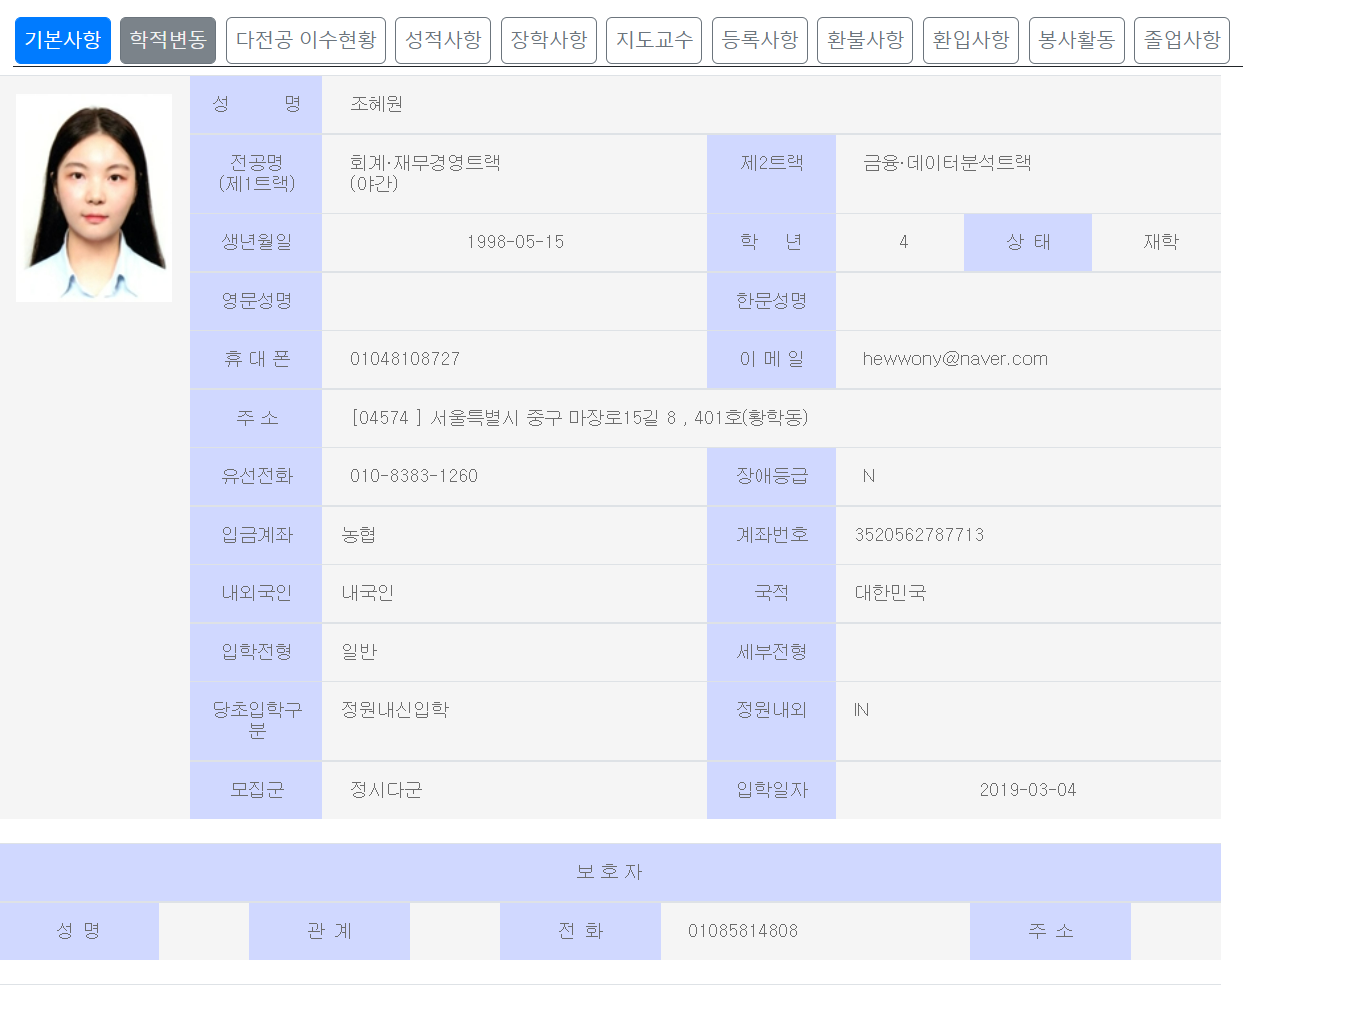 기본사항 학적변동 다전공 이수현황 성적사항 장학사항 지도교수 등록사항 환불사항 환입사항 봉사활동 졸업사항
성 명 조혜원
전공명 회계·재무경영트랙 제2트랙 금융·데이터분석트랙
(제1트랙) (야간)
생년월일 1998-05-15 학 년 4 상 태 재학
영문성명 한문성명
휴 대 폰 01048108727 이 메 일 hewwony@naver.com
주 소 [04574 ] 서울특별시 중구 마장로15길 8 , 401호(황학동)
유선전화 010-8383-1260 장애등급 N
입금계좌 농협 계좌번호 3520562787713
내외국인 내국인 국적 대한민국
입학전형 일반 세부전형
당초입학구 정원내신입학 정원내외 IN
분
모집군 정시다군 입학일자 2019-03-04
보 호 자
성 명 관 계 전 화 01085814808 주 소